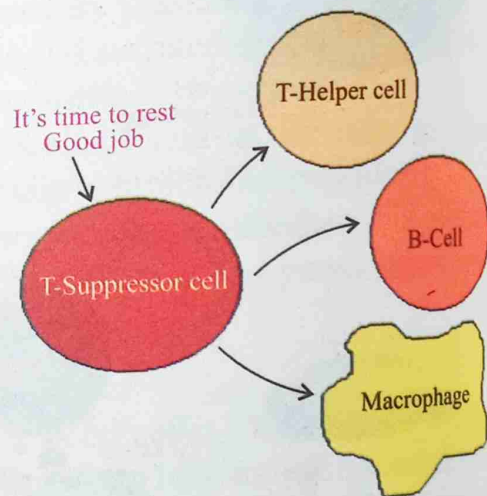 T-Helper cell
It's time to rest
Good job
B-Cell
T-Suppressor cell
Macrophage